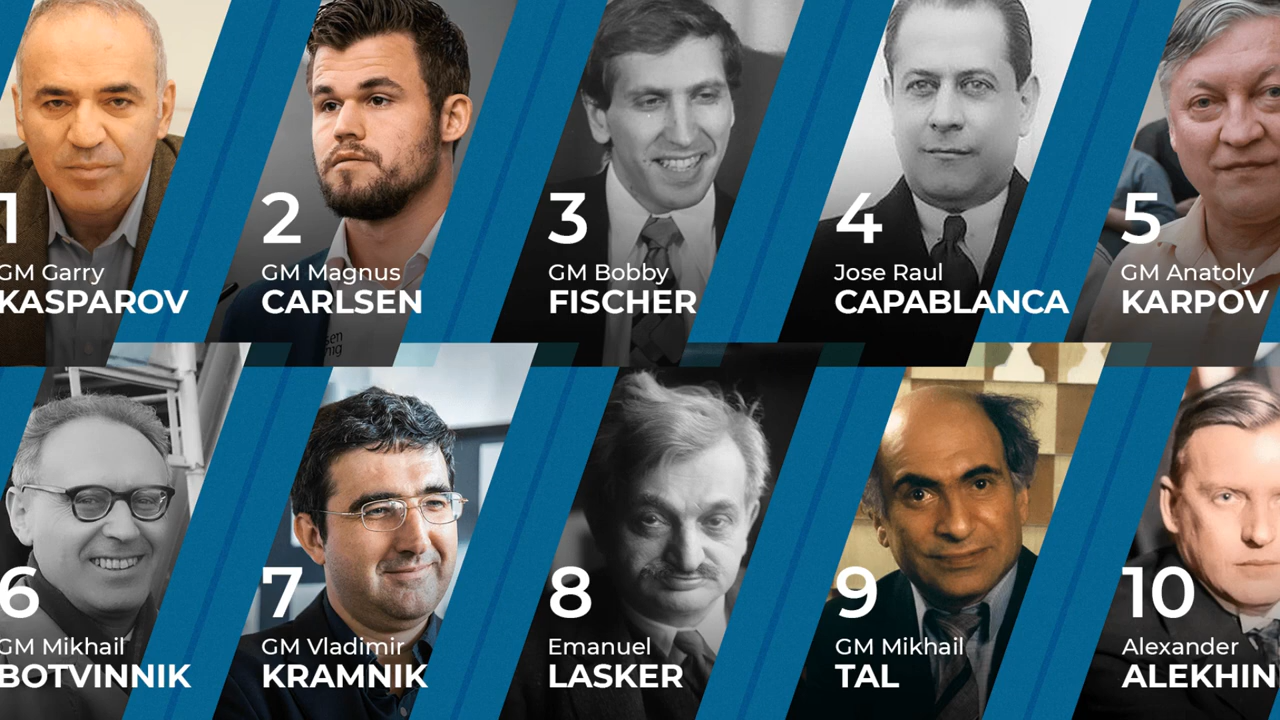 1
GM Garry
KASPAROV
2
GM Magnus
CARLSEN
3
GM Bobby
FISCHER
4
Jose Raul
CAPABLANCA
5
GM Anatoly
KARPOV
6
GM Mikhail
BOTVINNIK
7
GM Vladimir
KRAMNIK
8
Emanuel
LASKER
9
GM Mikhail
TAL
10
Alexander
ALEKHIN